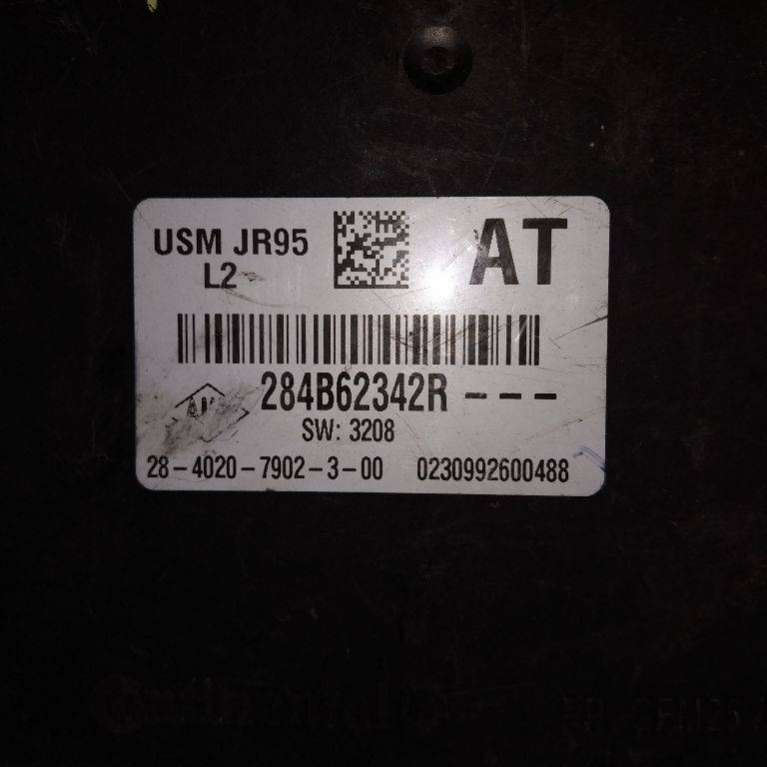 USM JR95
L2
AT
284B62342R---
SW: 3208
28-4020-7902-3-00 0230992600488